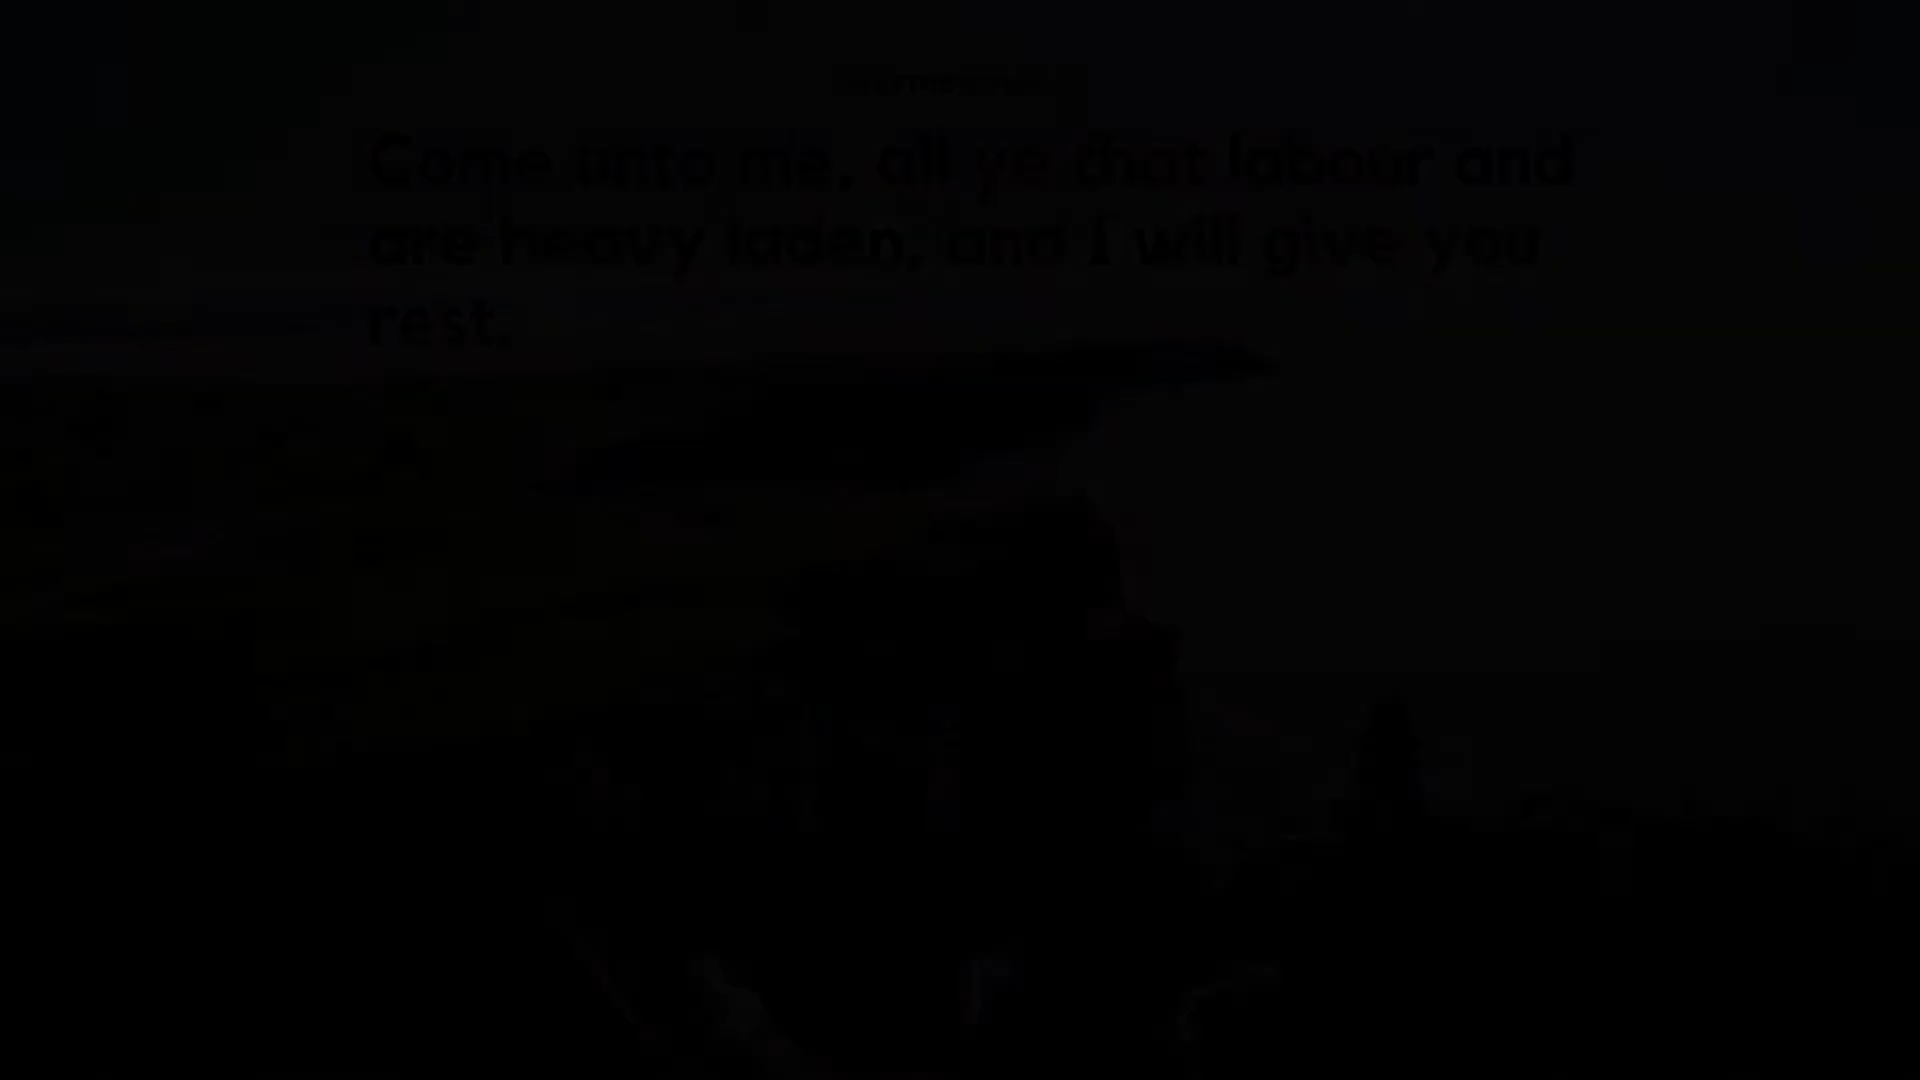 Come unto me, all ye that labour and
are heavy laden, and I will give you
rest.